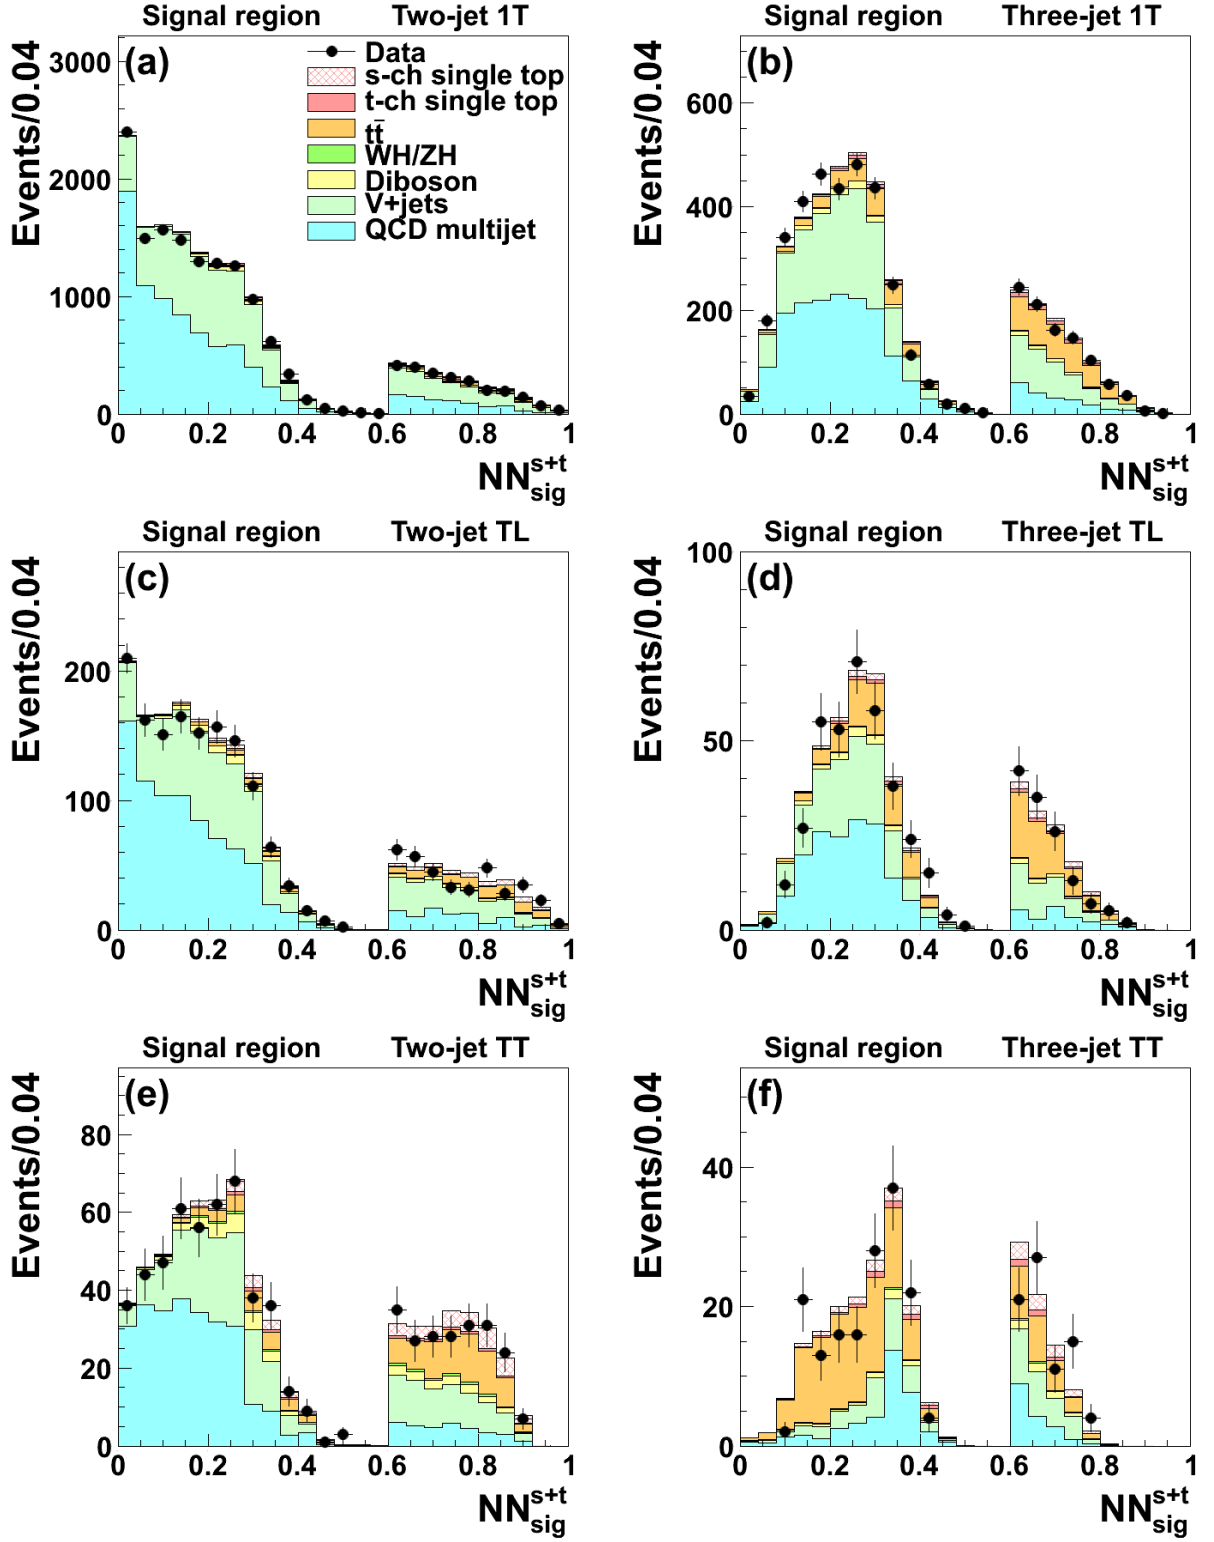 Signal region Two-jet 1T
Events/0.04
(a)
3000
2000
1000
0
Data
s-ch single top
t-ch single top
tt̄
WH/ZH
Diboson
V+jets
QCD multijet
0 0.2 0.4 0.6 0.8 1
NN^{s+t}_{sig}
Signal region Three-jet 1T
Events/0.04
(b)
600
400
200
0
0 0.2 0.4 0.6 0.8 1
NN^{s+t}_{sig}
Signal region Two-jet TL
Events/0.04
(c)
200
100
0
0 0.2 0.4 0.6 0.8 1
NN^{s+t}_{sig}
Signal region Three-jet TL
Events/0.04
(d)
100
50
0
0 0.2 0.4 0.6 0.8 1
NN^{s+t}_{sig}
Signal region Two-jet TT
Events/0.04
(e)
80
60
40
20
0
0 0.2 0.4 0.6 0.8 1
NN^{s+t}_{sig}
Signal region Three-jet TT
Events/0.04
(f)
40
20
0
0 0.2 0.4 0.6 0.8 1
NN^{s+t}_{sig}